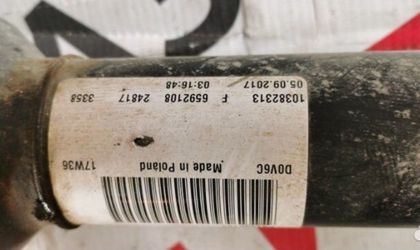 05.09.2017 03:16:48
10382313 F 6592108 24817 3358
D0V6C Made in Poland 17W36